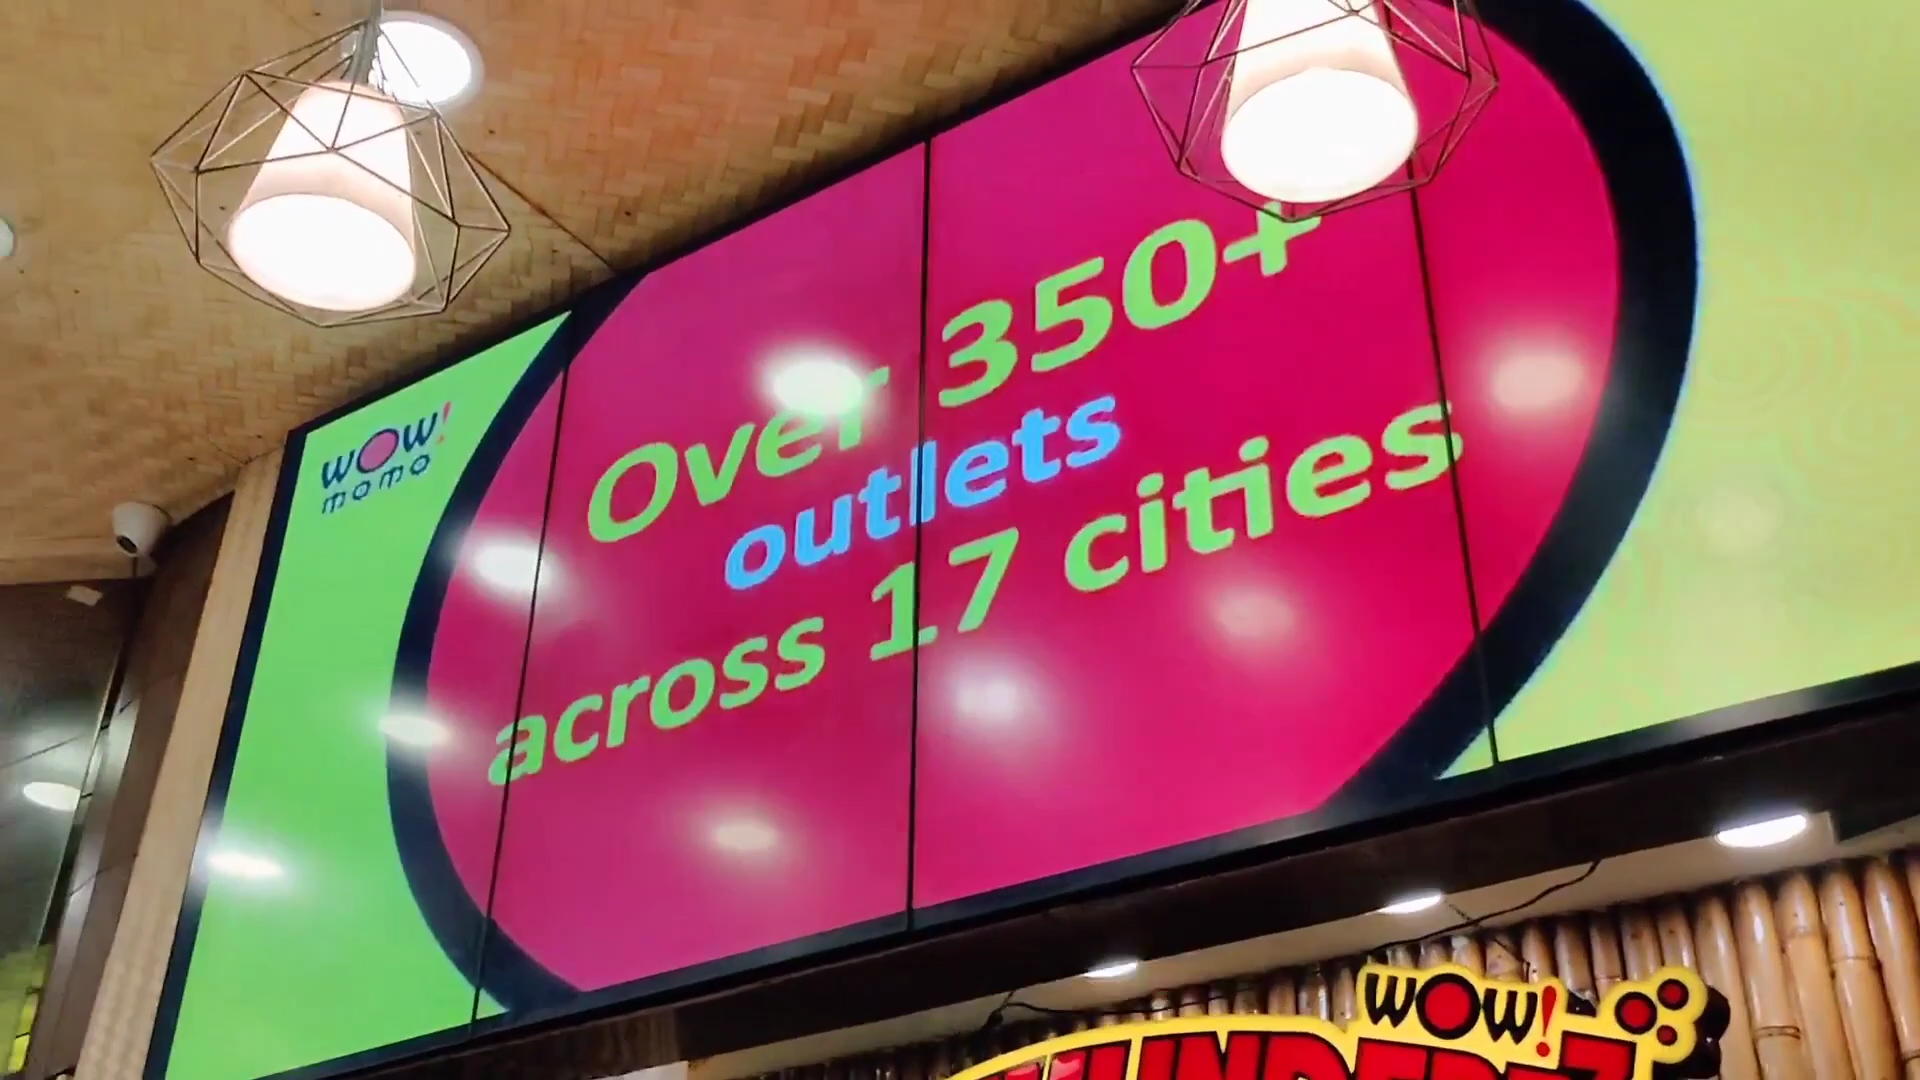 wow!
momo
Over 350+
outlets
across 17 cities
wow!